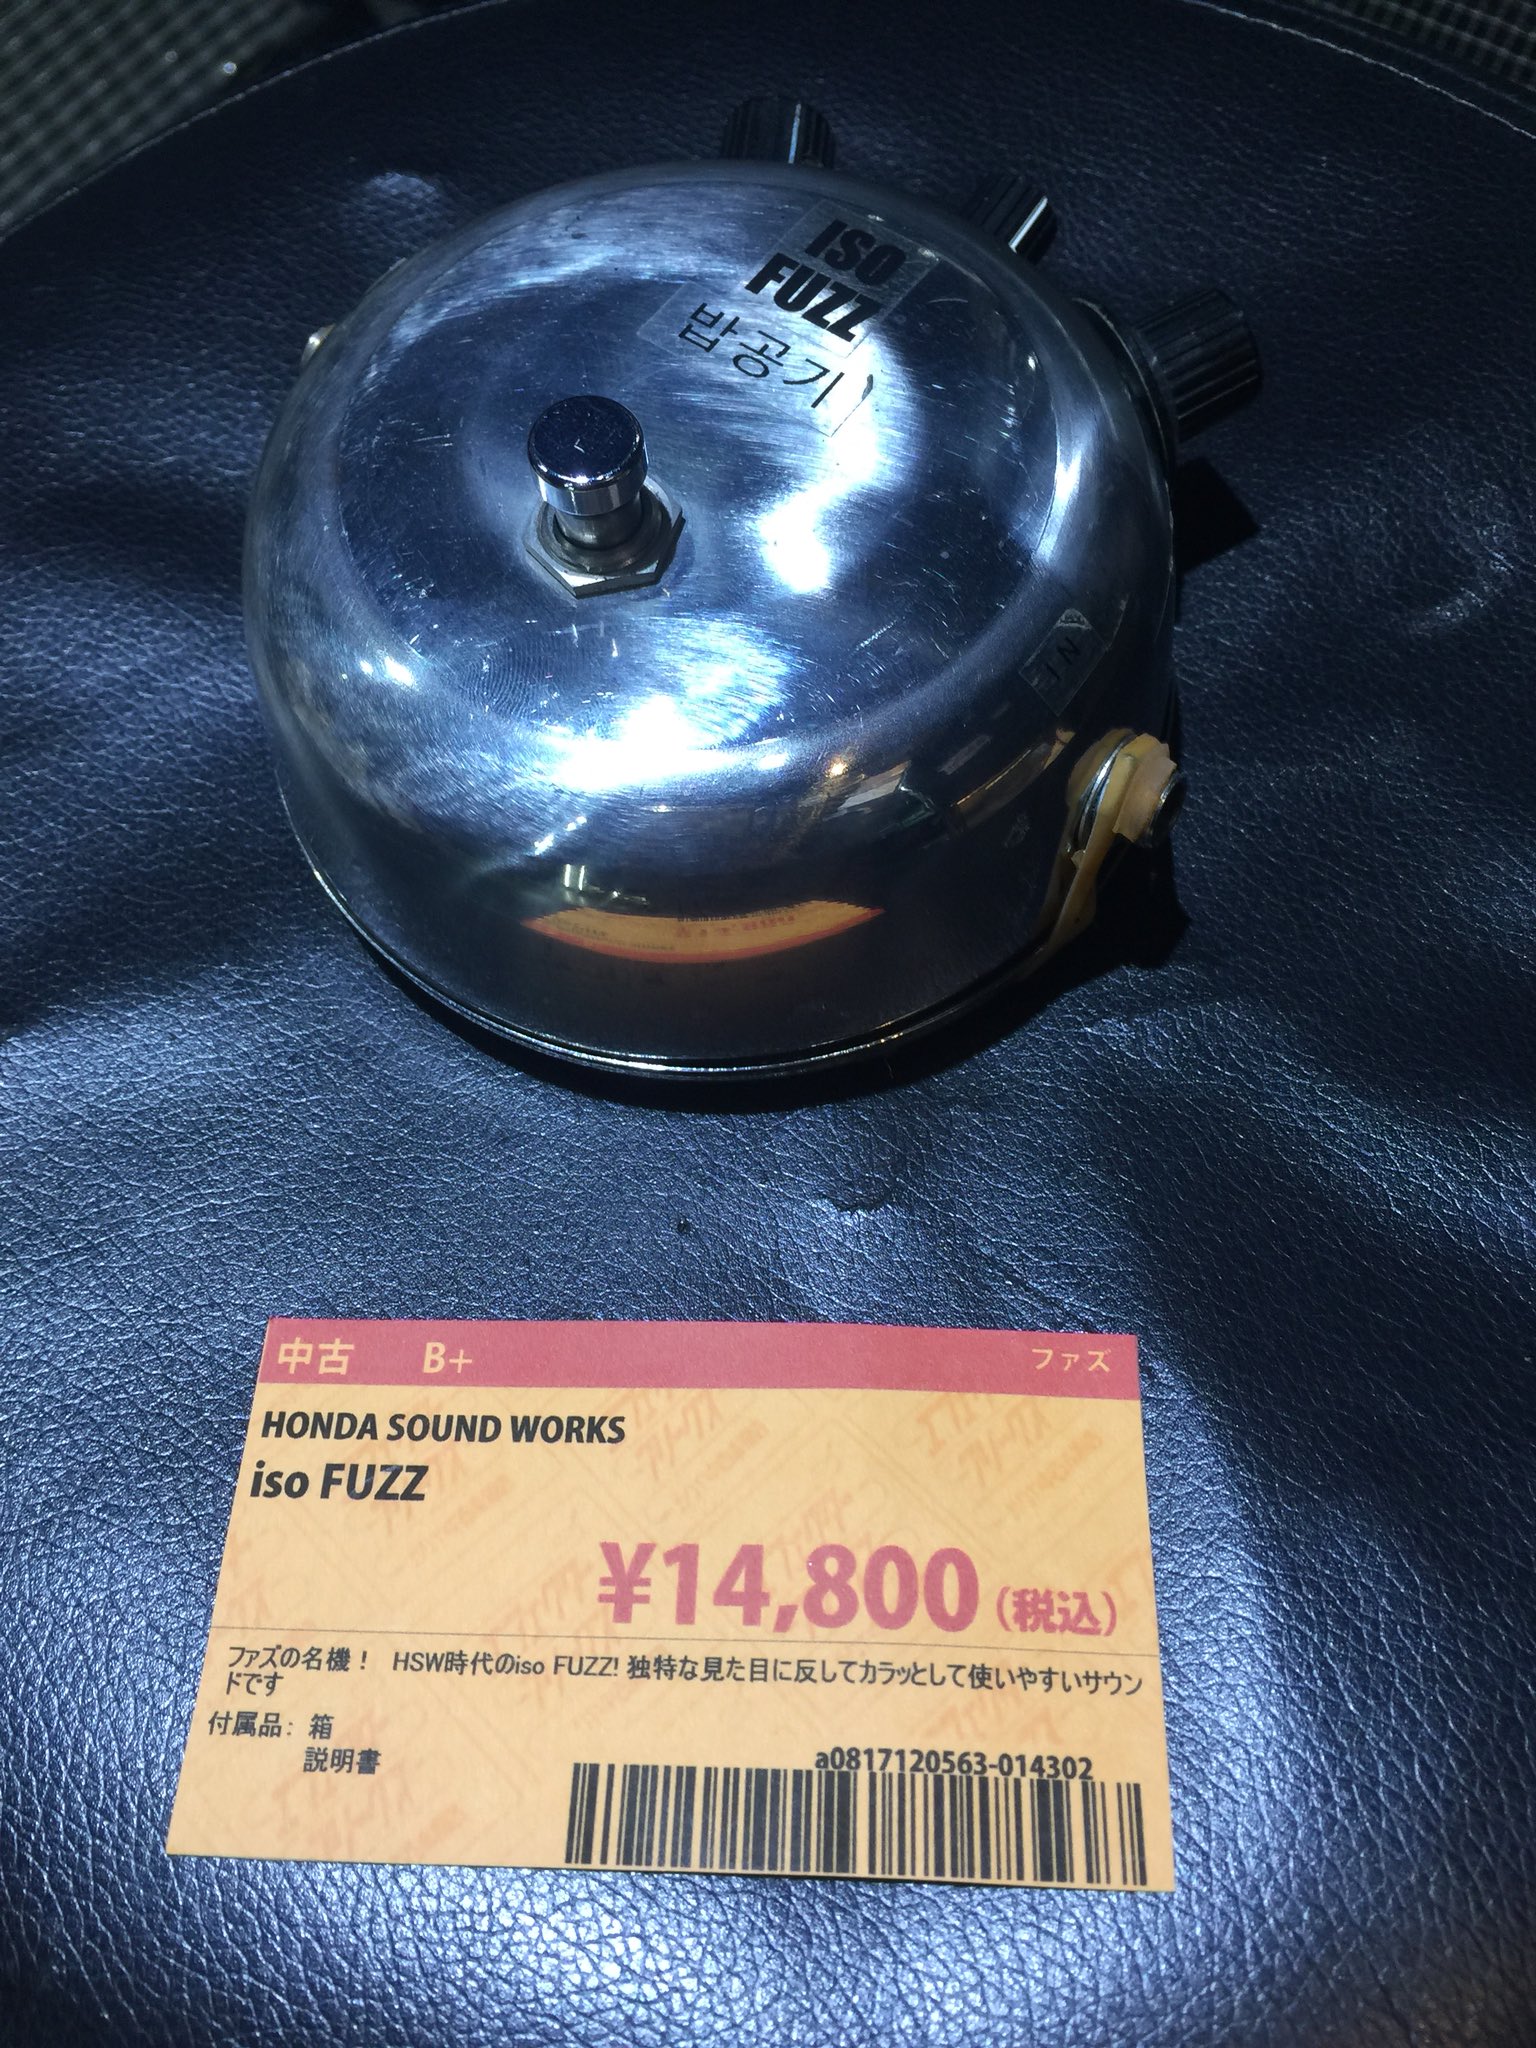 ISO
FUZZ
밥공기
IN
中古 B+ ファズ
HONDA SOUND WORKS
iso FUZZ
¥14,800(税込)
ファズの名機! HSW時代のiso FUZZ! 独特な見た目に反してカラッとして使いやすいサウン
ドです
付属品: 箱
説明書
a0817120563-014302